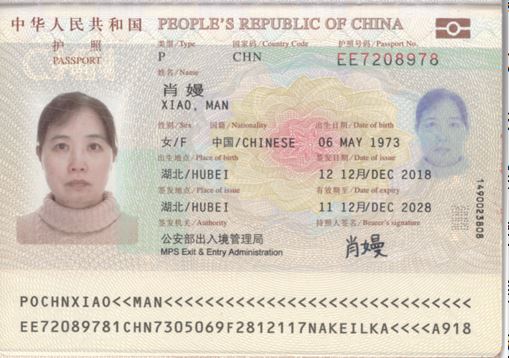 中华人民共和国 PEOPLE'S REPUBLIC OF CHINA
护照 类型/Type 国家码/Country Code 护照号码/Passport No.
PASSPORT P CHN EE7208978
姓名/Name
肖嫚
XIAO, MAN
性别/Sex 国籍/Nationality 出生日期/Date of birth
女/F 中国/CHINESE 06 MAY 1973
出生地点/Place of birth 签发日期/Date of issue
湖北/HUBEI 12 12月/DEC 2018
签发地点/Place of issue 有效期至/Date of expiry
湖北/HUBEI 11 12月/DEC 2028
签发机关/Authority 持照人签名/Bearer's signature
公安部出入境管理局 肖嫚
MPS Exit & Entry Administration
1490023808
POCHNXIAO<<MAN<<<<<<<<<<<<<<<<<<<<<<<<<<<<<<
EE72089781CHN7305069F2812117NAKEILKA<<<<A918